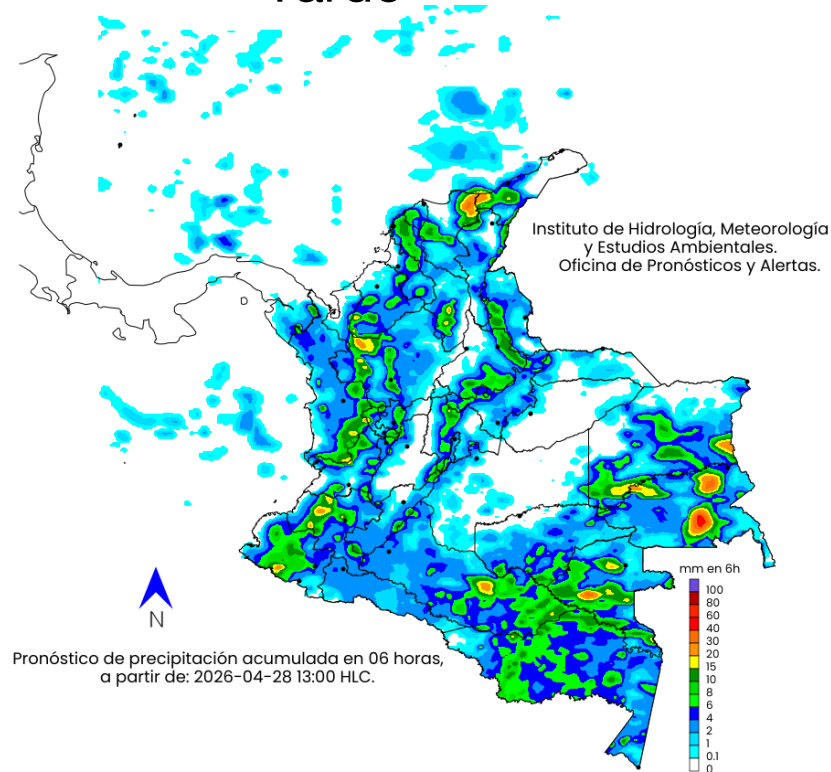 Tarde
Instituto de Hidrología, Meteorología
y Estudios Ambientales.
Oficina de Pronósticos y Alertas.
mm en 6h
100
80
60
40
30
20
15
10
8
6
4
2
1
0.1
0
N
Pronóstico de precipitación acumulada en 06 horas,
a partir de: 2026-04-28 13:00 HLC.